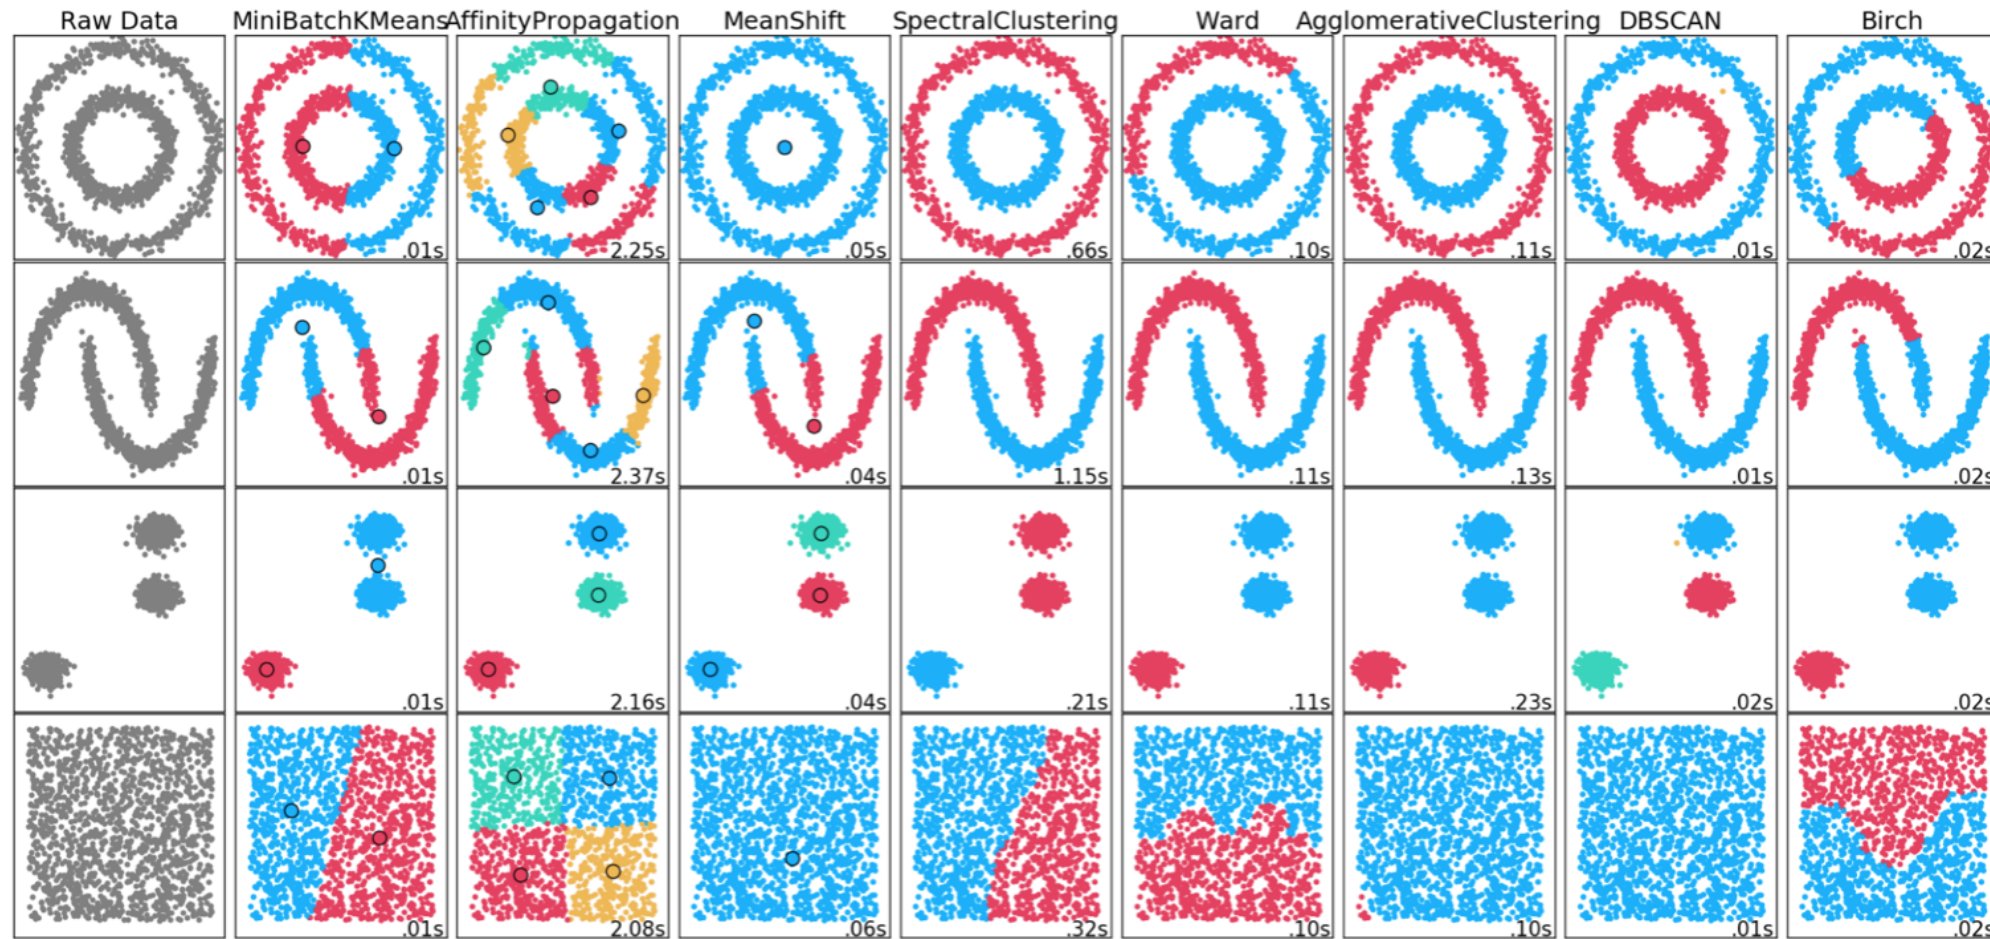 Raw Data MiniBatchKMeans AffinityPropagation MeanShift SpectralClustering Ward AgglomerativeClustering DBSCAN Birch
.01s 2.25s .05s .66s .10s .11s .01s .02s
.01s 2.37s .04s 1.15s .11s .13s .01s .02s
.01s 2.16s .04s .21s .11s .23s .02s .02s
.01s 2.08s .06s .32s .10s .10s .01s .02s